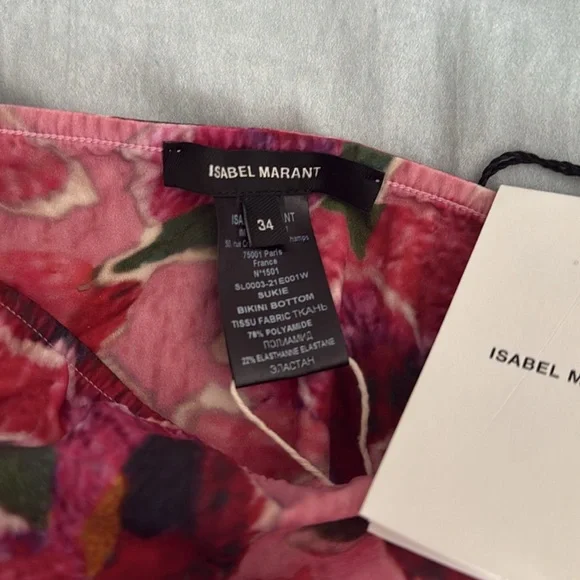 ISABEL MARANT
34
75001 Paris
France
N°1501
SL0003-21E001W
SUKIE
BIKINI BOTTOM
TISSU FABRIC ТКАНЬ
78% POLYAMIDE
ПОЛИАМИД
22% ELASTHANNE ELASTANE
ЭЛАСТАН
ISABEL